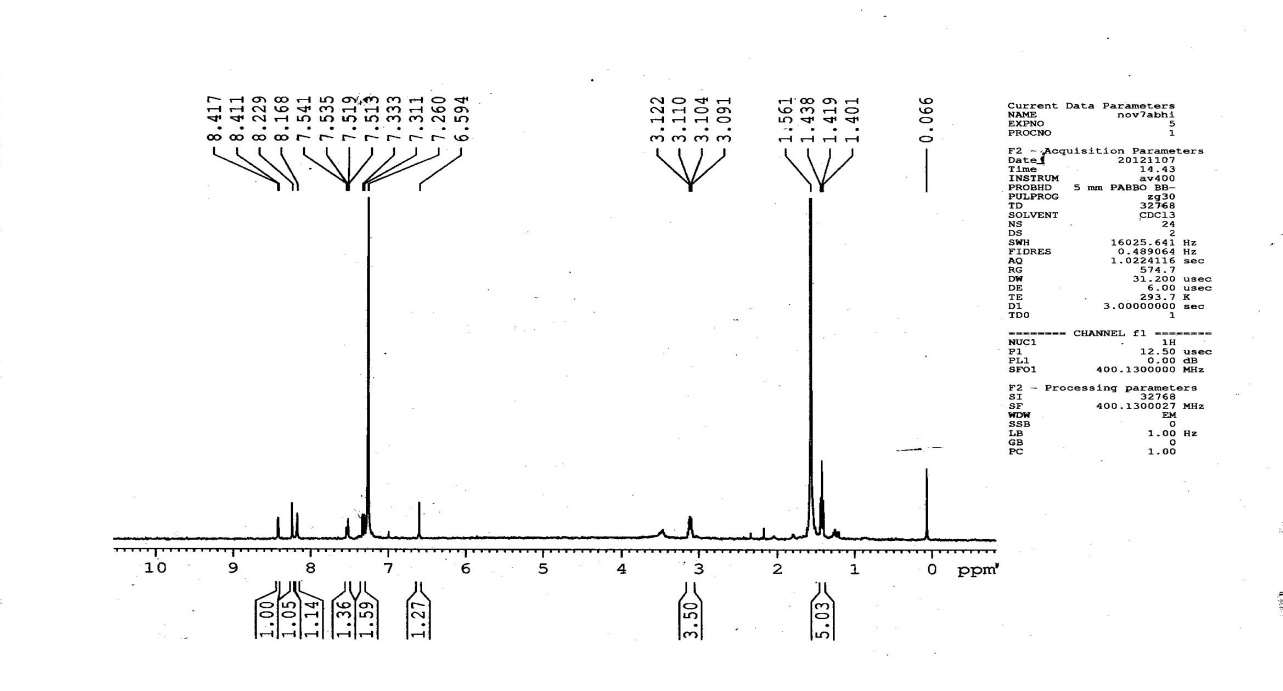 8.417
8.411
8.229
8.168
7.541
7.535
7.519
7.513
7.333
7.311
7.260
6.594
3.122
3.110
3.104
3.091
1.561
1.438
1.419
1.401
0.066
Current Data Parameters
NAME nov7abhi
EXPNO 5
PROCNO 1
F2 - Acquisition Parameters
Date_ 20121107
Time 14.43
INSTRUM av400
PROBHD 5 mm PABBO BB-
PULPROG zg30
TD 32768
SOLVENT CDCl3
NS 24
DS 2
SWH 16025.641 Hz
FIDRES 0.489064 Hz
AQ 1.0224116 sec
RG 574.7
DW 31.200 usec
DE 6.00 usec
TE 293.7 K
D1 3.00000000 sec
TD0 1
======== CHANNEL f1 ========
NUC1 1H
P1 12.50 usec
PL1 0.00 dB
SFO1 400.1300000 MHz
F2 - Processing parameters
SI 32768
SF 400.1300027 MHz
WDW EM
SSB 0
LB 1.00 Hz
GB 0
PC 1.00
10 9 8 7 6 5 4 3 2 1 0 ppm
1.00
1.05
1.14
1.36
1.59
1.27
3.50
5.03